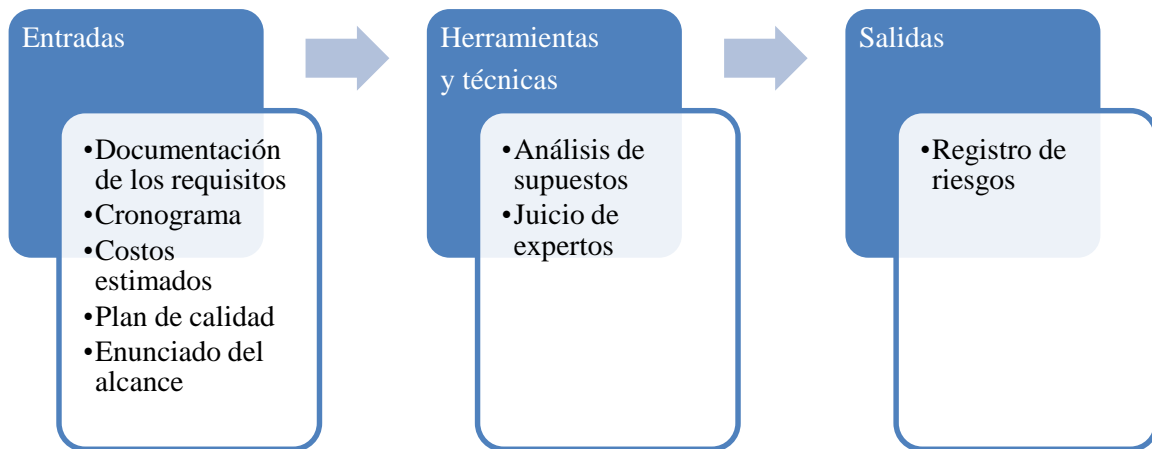 Entradas
•Documentación
de los requisitos
•Cronograma
•Costos
estimados
•Plan de calidad
•Enunciado del
alcance
Herramientas
y técnicas
•Análisis de
supuestos
•Juicio de
expertos
Salidas
•Registro de
riesgos